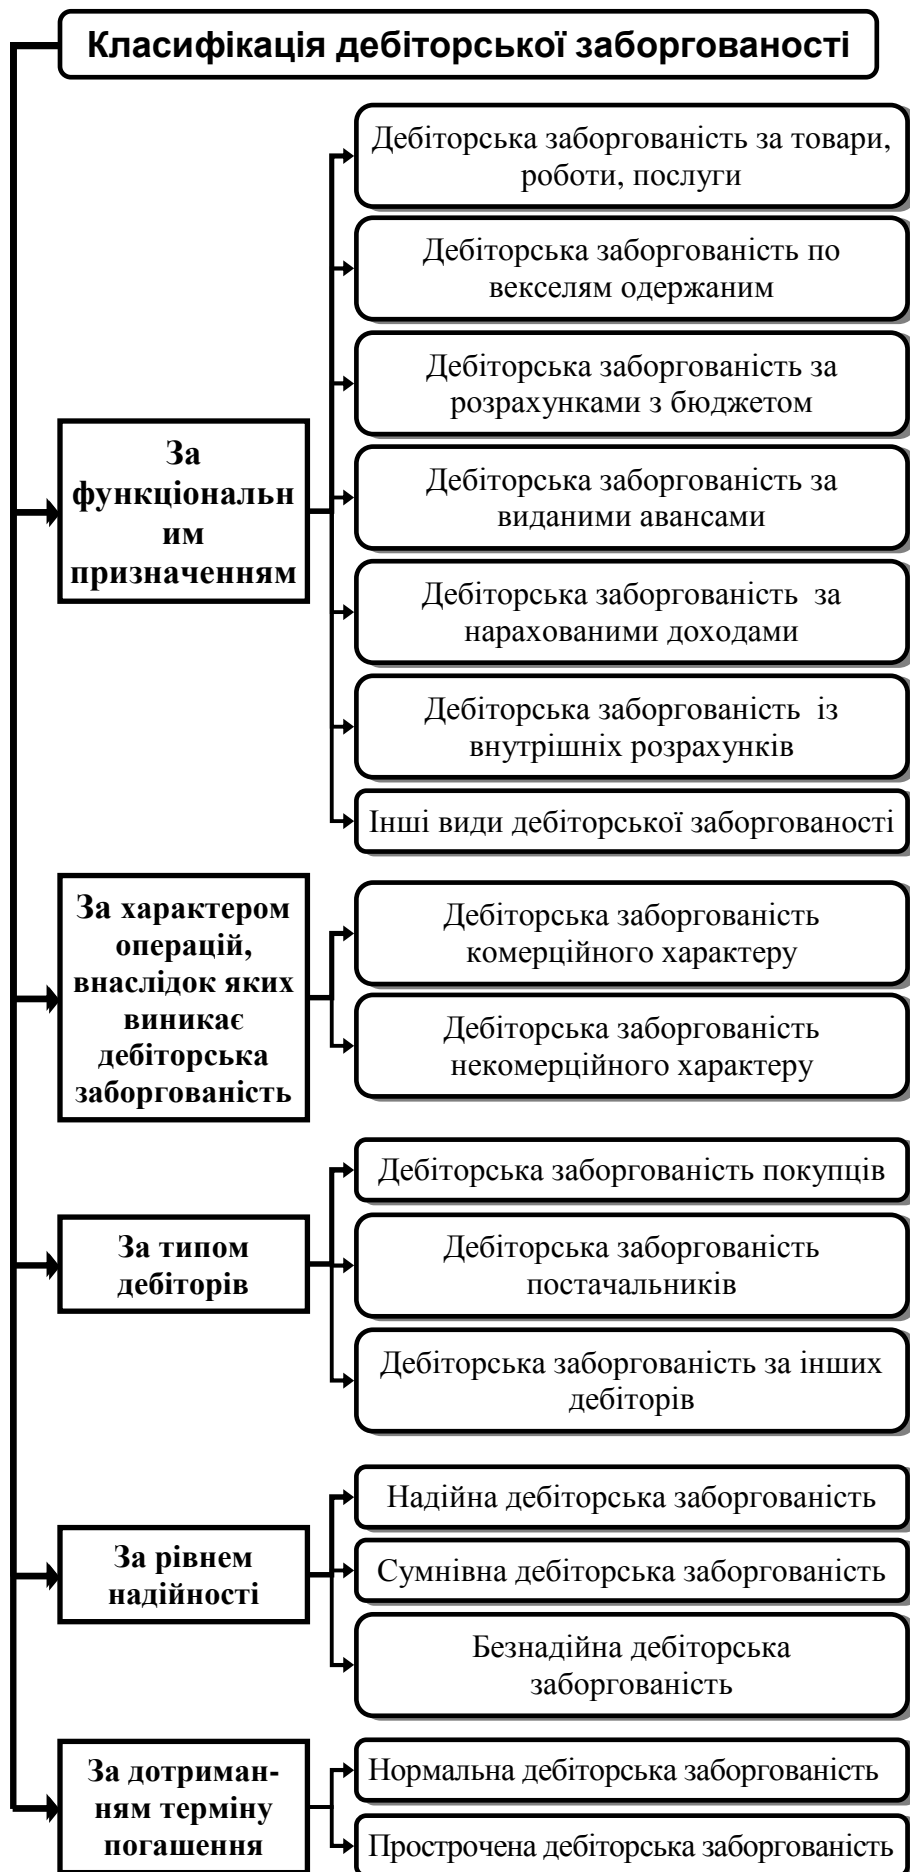 Класифікація дебіторської заборгованості
За
функціональн
им
призначенням
Дебіторська заборгованість за товари,
роботи, послуги
Дебіторська заборгованість по
векселям одержаним
Дебіторська заборгованість за
розрахунками з бюджетом
Дебіторська заборгованість за
виданими авансами
Дебіторська заборгованість за
нарахованими доходами
Дебіторська заборгованість із
внутрішніх розрахунків
Інші види дебіторської заборгованості
За характером
операцій,
внаслідок яких
виникає
дебіторська
заборгованість
Дебіторська заборгованість
комерційного характеру
Дебіторська заборгованість
некомерційного характеру
За типом
дебіторів
Дебіторська заборгованість покупців
Дебіторська заборгованість
постачальників
Дебіторська заборгованість за інших
дебіторів
За рівнем
надійності
Надійна дебіторська заборгованість
Сумнівна дебіторська заборгованість
Безнадійна дебіторська
заборгованість
За дотриман-
ням терміну
погашення
Нормальна дебіторська заборгованість
Прострочена дебіторська заборгованість